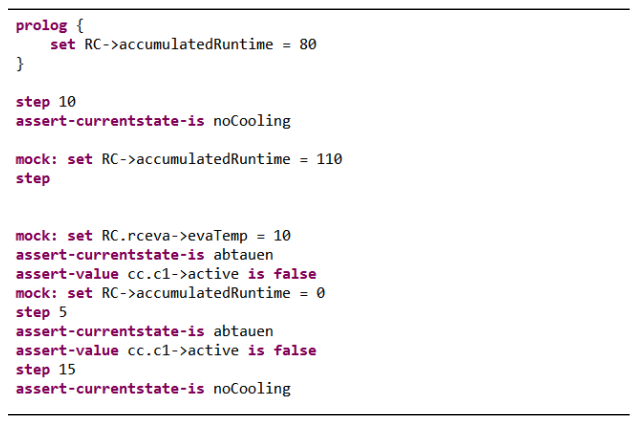 prolog {
    set RC->accumulatedRuntime = 80
}
step 10
assert-currentstate-is noCooling
mock: set RC->accumulatedRuntime = 110
step
mock: set RC.rceva->evaTemp = 10
assert-currentstate-is abtauen
assert-value cc.c1->active is false
mock: set RC->accumulatedRuntime = 0
step 5
assert-currentstate-is abtauen
assert-value cc.c1->active is false
step 15
assert-currentstate-is noCooling